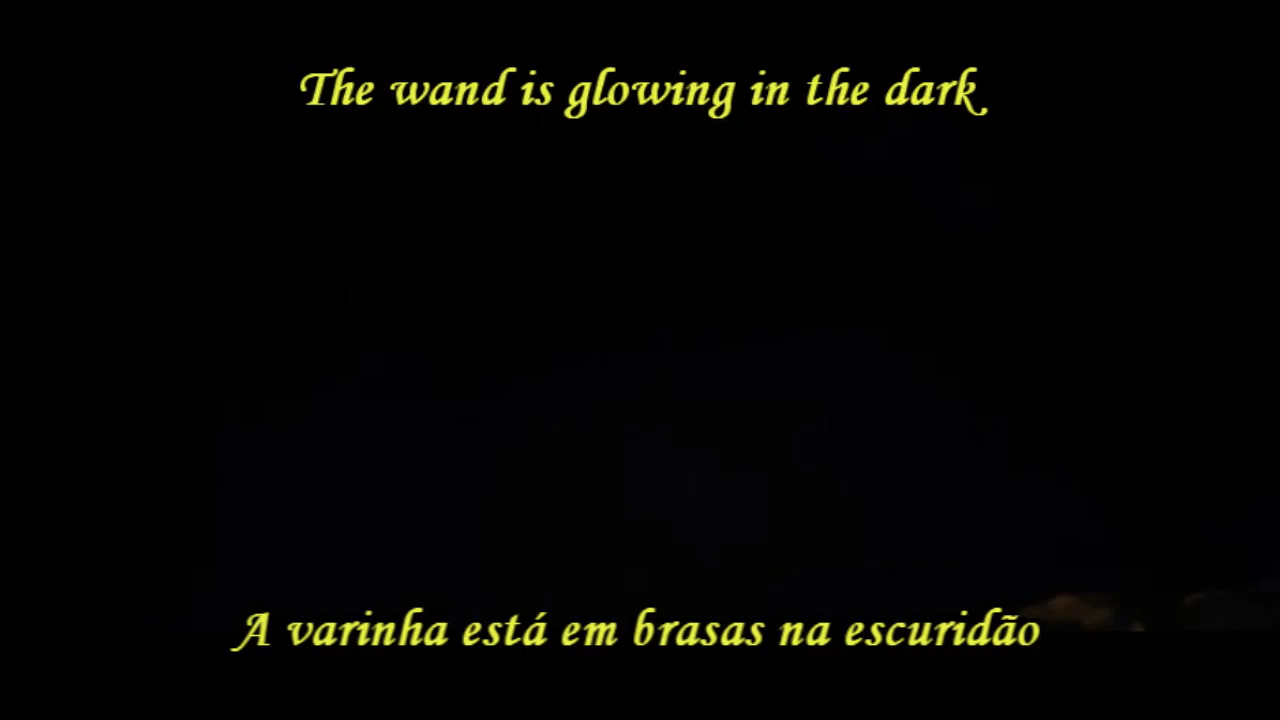 The wand is glowing in the dark
A varinha está em brasas na escuridão